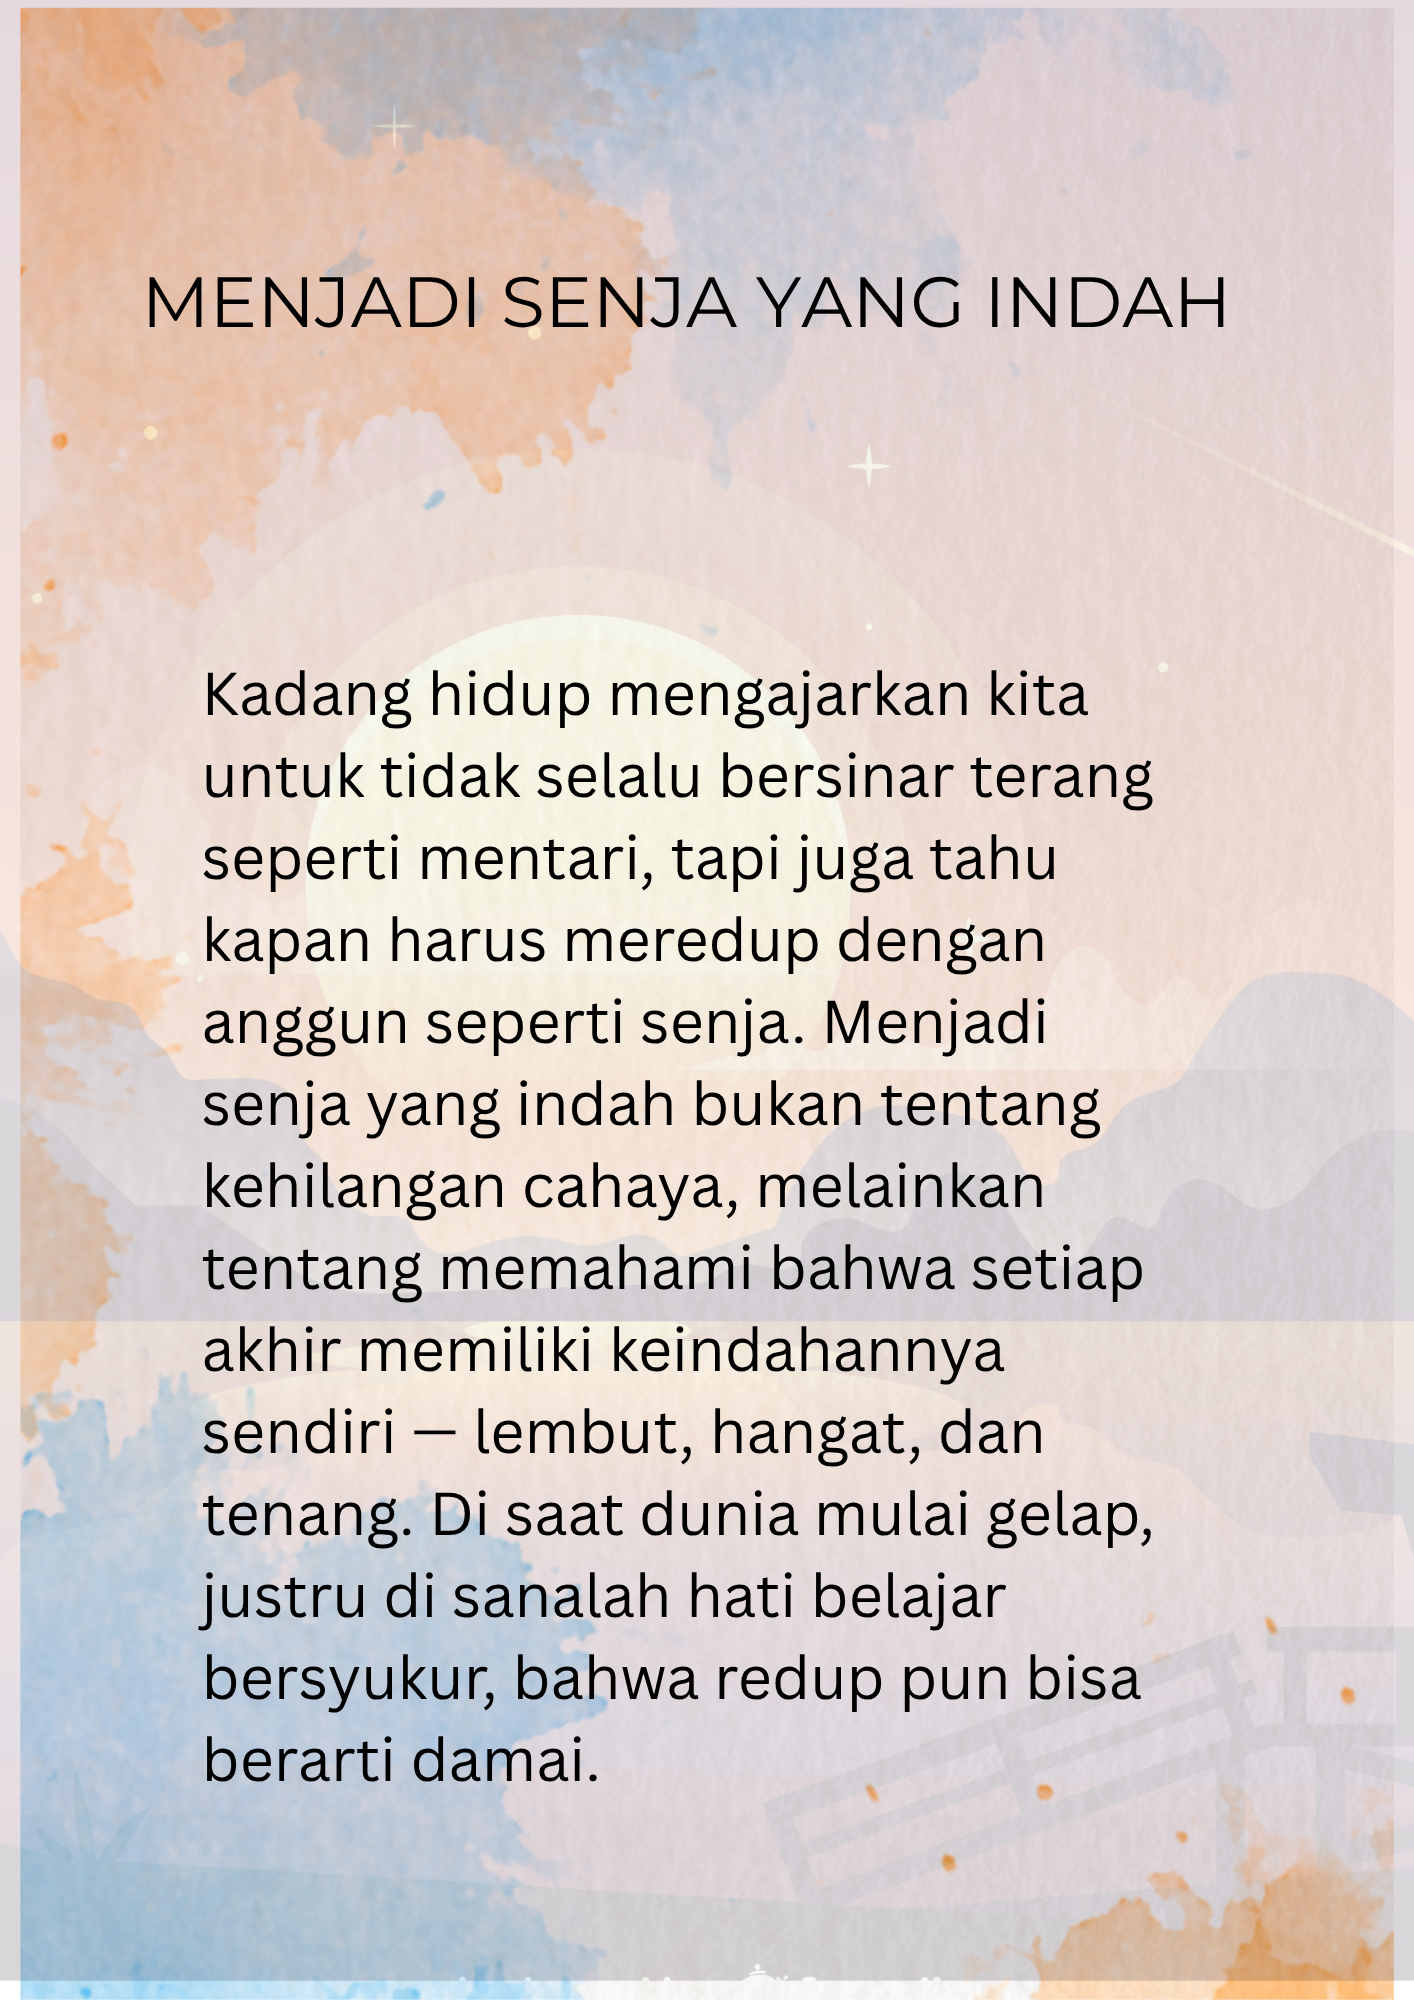 MENJADI SENJA YANG INDAH
Kadang hidup mengajarkan kita
untuk tidak selalu bersinar terang
seperti mentari, tapi juga tahu
kapan harus meredup dengan
anggun seperti senja. Menjadi
senja yang indah bukan tentang
kehilangan cahaya, melainkan
tentang memahami bahwa setiap
akhir memiliki keindahannya
sendiri — lembut, hangat, dan
tenang. Di saat dunia mulai gelap,
justru di sanalah hati belajar
bersyukur, bahwa redup pun bisa
berarti damai.